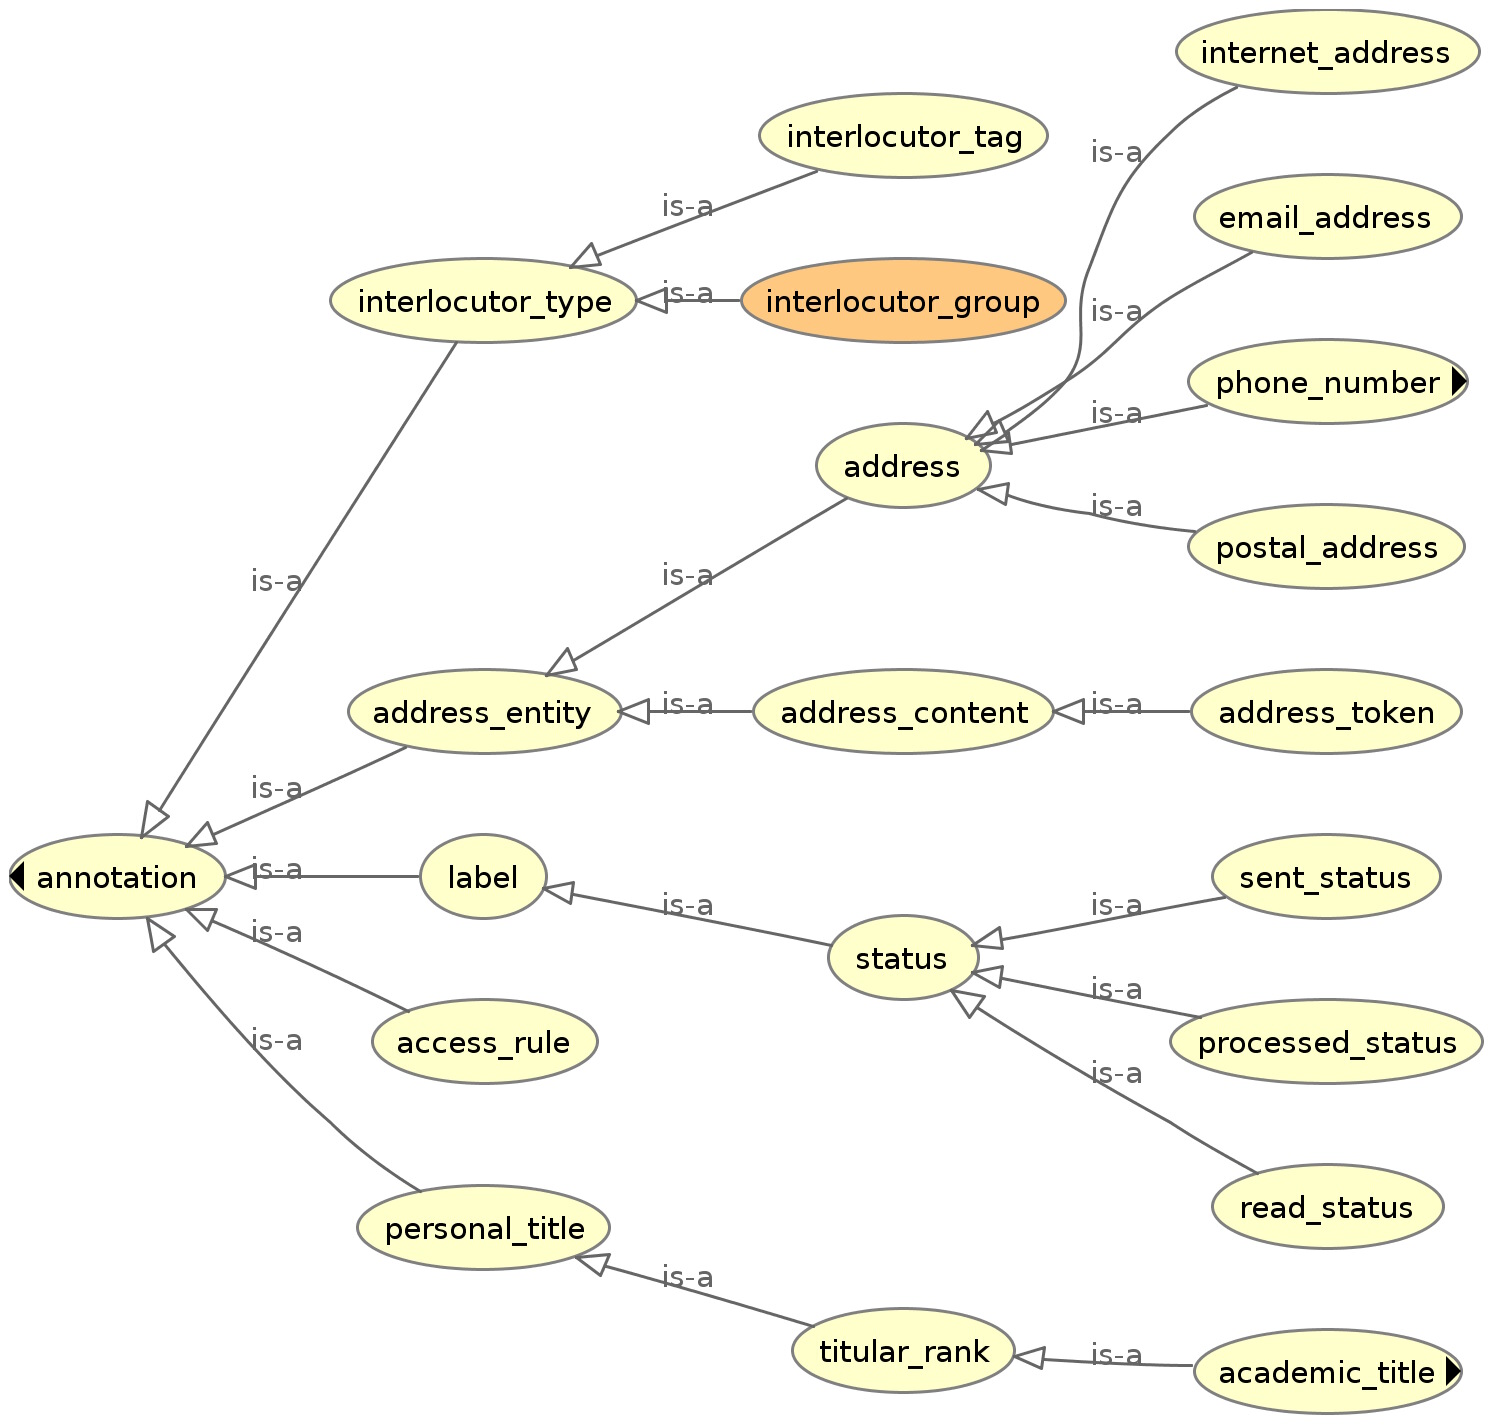 internet_address
is-a
interlocutor_tag
email_address
is-a
interlocutor_type
is-a
interlocutor_group
is-a
phone_number
is-a
address
is-a
postal_address
is-a
is-a
address_entity
is-a
address_content
is-a
address_token
is-a
annotation
is-a
label
sent_status
is-a
is-a
is-a
status
is-a
access_rule
is-a
processed_status
is-a
read_status
personal_title
is-a
titular_rank
is-a
academic_title